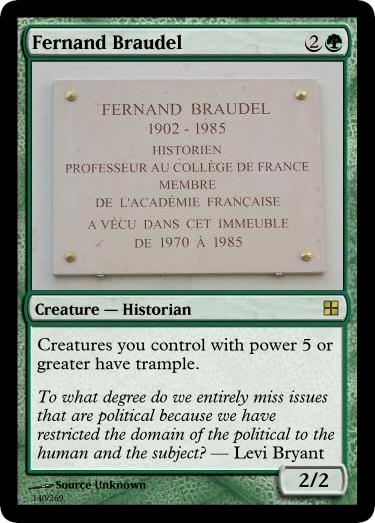 Fernand Braudel 2
FERNAND BRAUDEL
1902 - 1985
HISTORIEN
PROFESSEUR AU COLLÈGE DE FRANCE
MEMBRE
DE L'ACADÉMIE FRANÇAISE
A VÉCU DANS CET IMMEUBLE
DE 1970 À 1985
Creature — Historian
Creatures you control with power 5 or
greater have trample.
To what degree do we entirely miss issues
that are political because we have
restricted the domain of the political to the
human and the subject? — Levi Bryant
2/2
Source Unknown
140/269